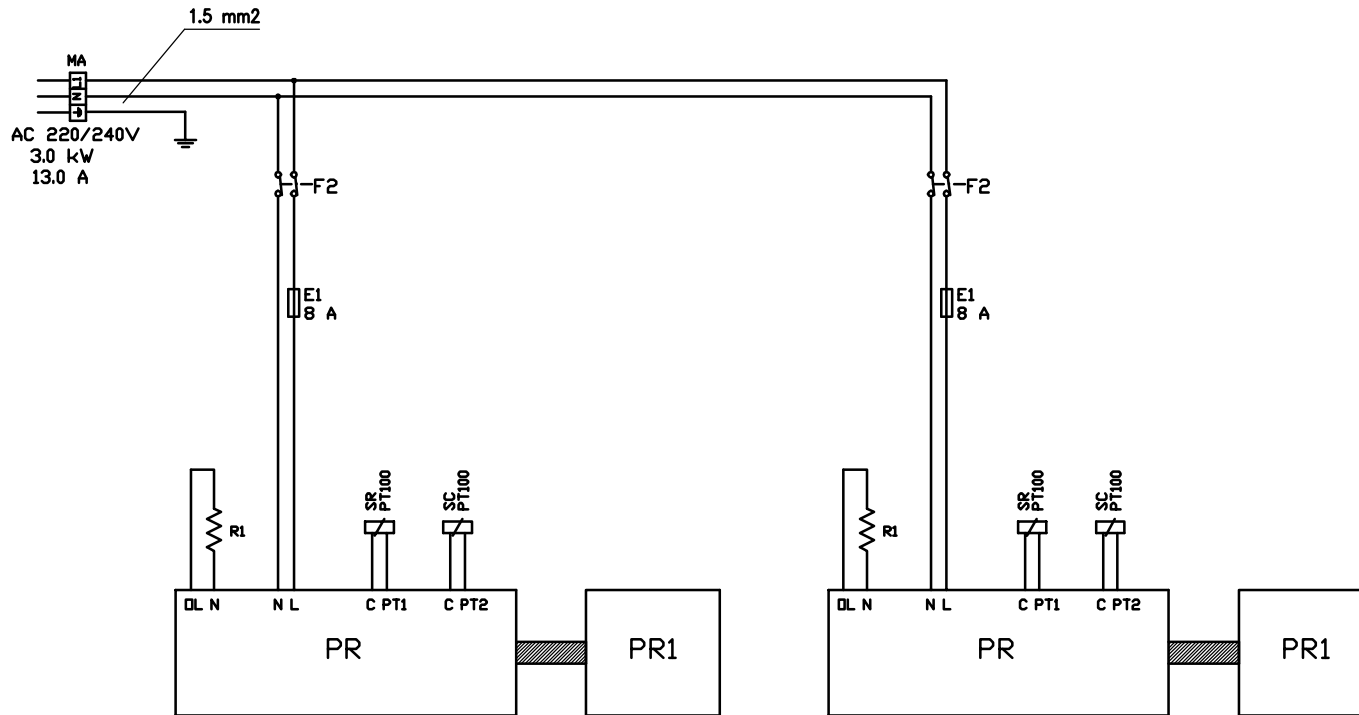 1.5 mm2
MA
L1
N
AC 220/240V
3.0 kW
13.0 A
F2
F2
E1
8 A
E1
8 A
SR
PT100
SC
PT100
SR
PT100
SC
PT100
R1
R1
OL N N L C PT1 C PT2
OL N N L C PT1 C PT2
PR PR1 PR PR1